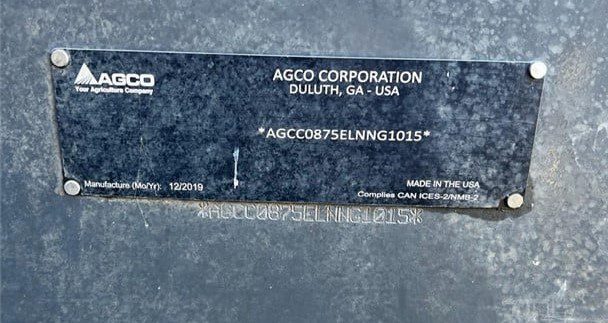 AGCO
Your Agriculture Company
AGCO CORPORATION
DULUTH, GA - USA
*AGCC0875ELNNG1015*
Manufacture (Mo/Yr): 12/2019
MADE IN THE USA
Complies CAN ICES-2/NMB-2
*AGCC0875ELNNG1015*